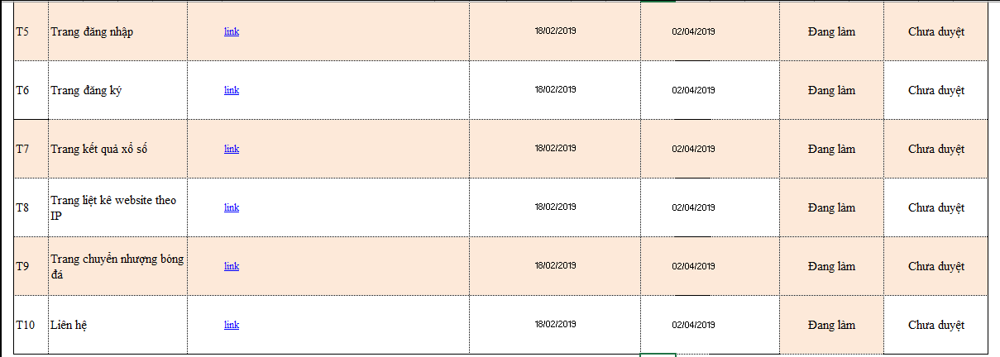 T5 Trang đăng nhập link 18/02/2019 02/04/2019 Đang làm Chưa duyệt
T6 Trang đăng ký link 18/02/2019 02/04/2019 Đang làm Chưa duyệt
T7 Trang kết quả xổ số link 18/02/2019 02/04/2019 Đang làm Chưa duyệt
T8 Trang liệt kê website theo IP link 18/02/2019 02/04/2019 Đang làm Chưa duyệt
T9 Trang chuyển nhượng bóng đá link 18/02/2019 02/04/2019 Đang làm Chưa duyệt
T10 Liên hệ link 18/02/2019 02/04/2019 Đang làm Chưa duyệt